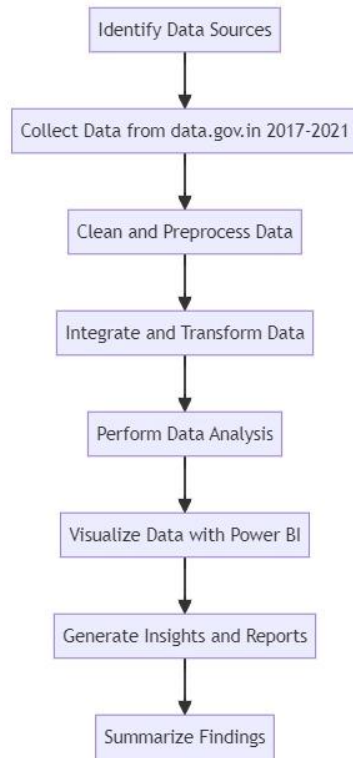 Identify Data Sources
Collect Data from data.gov.in 2017-2021
Clean and Preprocess Data
Integrate and Transform Data
Perform Data Analysis
Visualize Data with Power BI
Generate Insights and Reports
Summarize Findings